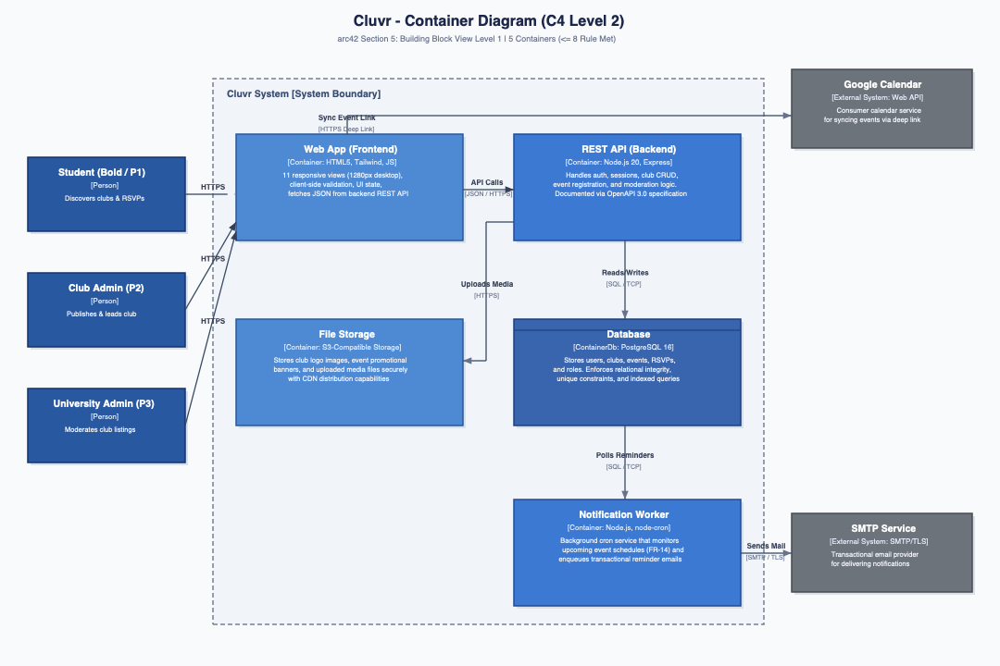 Cluvr - Container Diagram (C4 Level 2)
arc42 Section 5: Building Block View Level 1 | 5 Containers (<= 8 Rule Met)
Google Calendar
[External System: Web API]
Consumer calendar service
for syncing events via deep link
Cluvr System [System Boundary]
Sync Event Link
[HTTPS Deep Link]
Web App (Frontend)
[Container: HTML5, Tailwind, JS]
11 responsive views (1280px desktop),
client-side validation, UI state,
fetches JSON from backend REST API
REST API (Backend)
[Container: Node.js 20, Express]
Handles auth, sessions, club CRUD,
event registration, and moderation logic.
Documented via OpenAPI 3.0 specification
API Calls
[JSON / HTTPS]
Student (Bold / P1)
[Person]
Discovers clubs & RSVPs
HTTPS
HTTPS
Club Admin (P2)
[Person]
Publishes & leads club
HTTPS
Uploads Media
[HTTPS]
Reads/Writes
[SQL / TCP]
File Storage
[Container: S3-Compatible Storage]
Stores club logo images, event promotional
banners, and uploaded media files securely
with CDN distribution capabilities
Database
[ContainerDb: PostgreSQL 16]
Stores users, clubs, events, RSVPs,
and roles. Enforces relational integrity,
unique constraints, and indexed queries
University Admin (P3)
[Person]
Moderates club listings
Polls Reminders
[SQL / TCP]
Notification Worker
[Container: Node.js, node-cron]
Background cron service that monitors
upcoming event schedules (FR-14) and
enqueues transactional reminder emails
Sends Mail
[SMTP / TLS]
SMTP Service
[External System: SMTP/TLS]
Transactional email provider
for delivering notifications